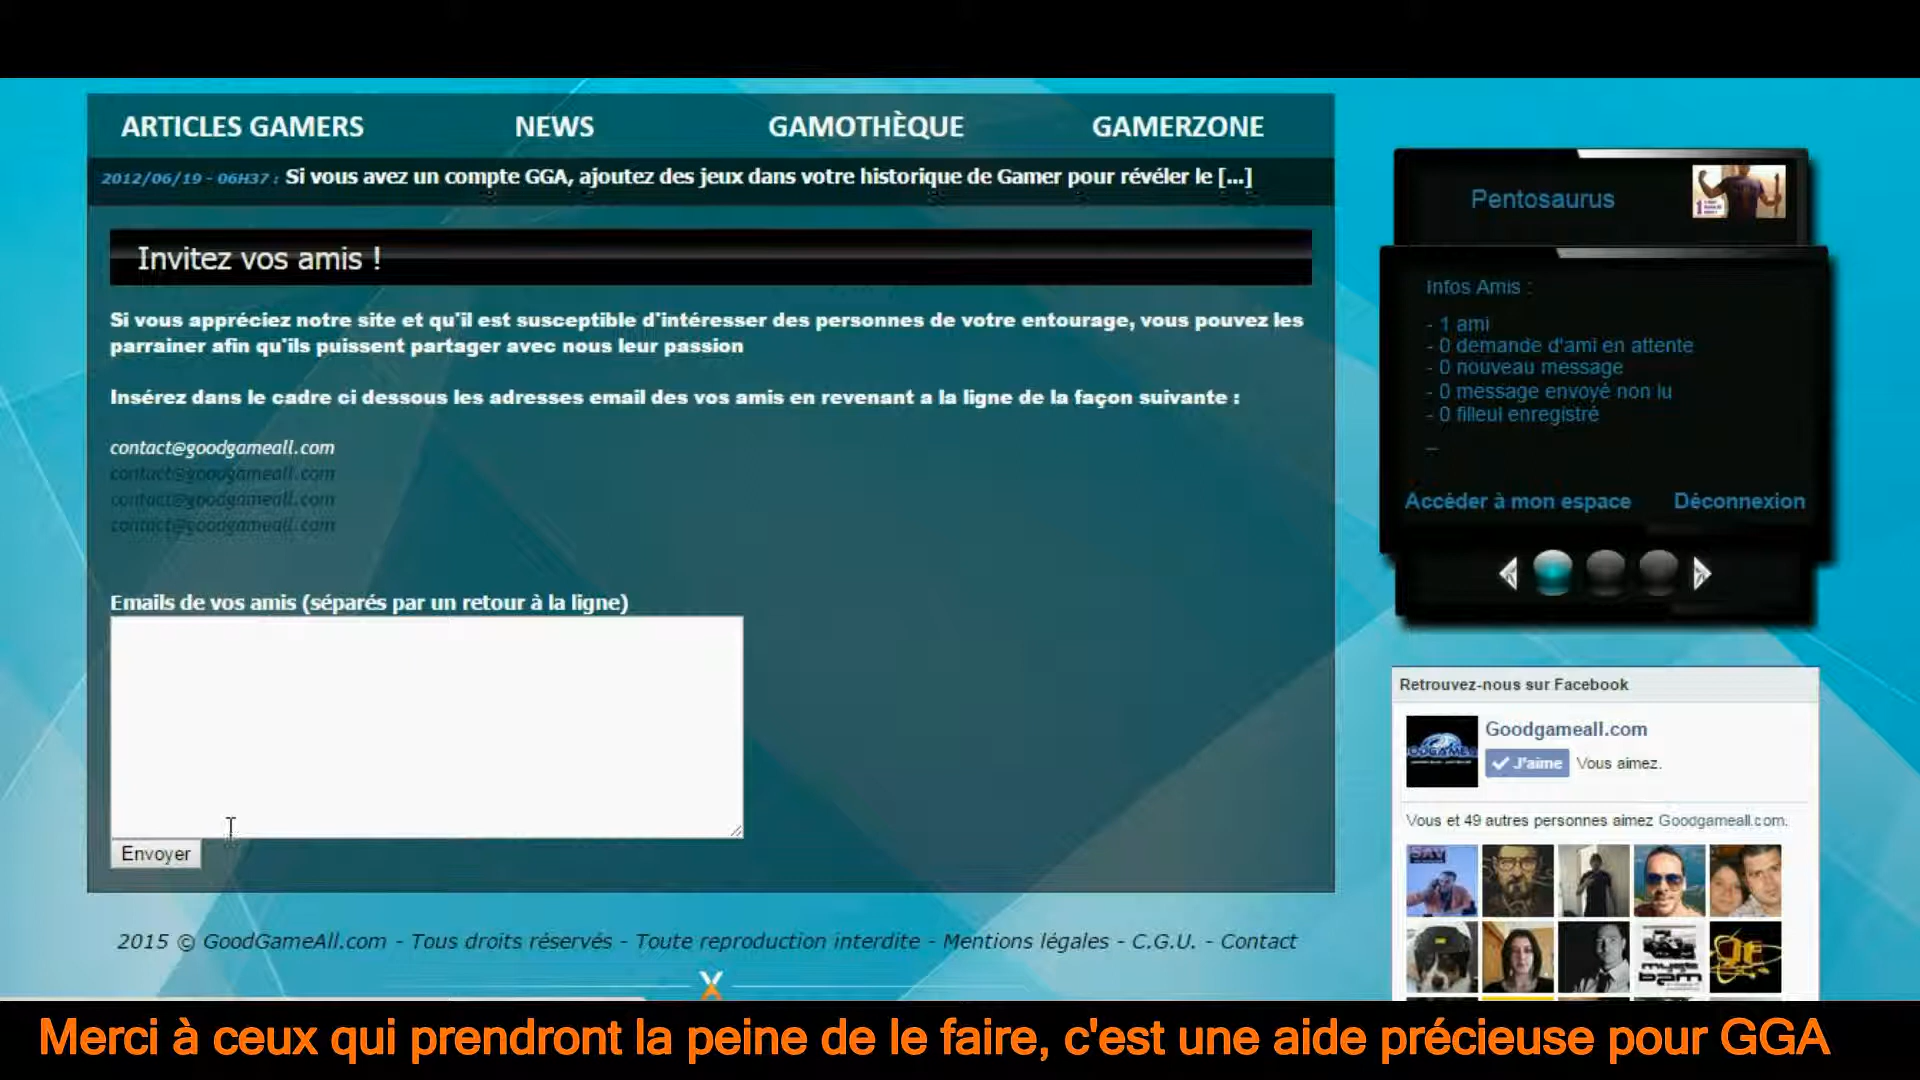 ARTICLES GAMERS NEWS GAMOTHÈQUE GAMERZONE
2012/06/19 - 06H37 : Si vous avez un compte GGA, ajoutez des jeux dans votre historique de Gamer pour révéler le [...]
Invitez vos amis !
Si vous appréciez notre site et qu'il est susceptible d'intéresser des personnes de votre entourage, vous pouvez les
parrainer afin qu'ils puissent partager avec nous leur passion
Insérez dans le cadre ci dessous les adresses email des vos amis en revenant a la ligne de la façon suivante :
contact@goodgameall.com
contact@goodgameall.com
contact@goodgameall.com
contact@goodgameall.com
Emails de vos amis (séparés par un retour à la ligne)
Envoyer
2015 © GoodGameAll.com - Tous droits réservés - Toute reproduction interdite - Mentions légales - C.G.U. - Contact
Pentosaurus
Infos Amis :
- 1 ami
- 0 demande d'ami en attente
- 0 nouveau message
- 0 message envoyé non lu
- 0 filleul enregistré
Accéder à mon espace Déconnexion
Retrouvez-nous sur Facebook
Goodgameall.com
J'aime Vous aimez.
Vous et 49 autres personnes aimez Goodgameall.com.
Merci à ceux qui prendront la peine de le faire, c'est une aide précieuse pour GGA